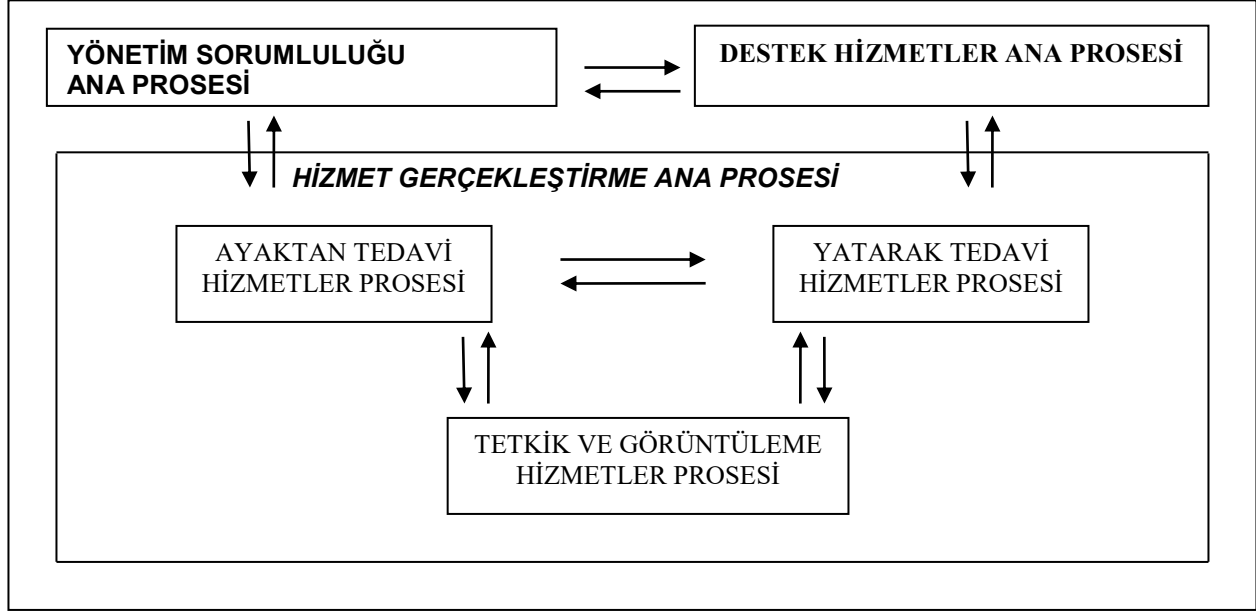 YÖNETİM SORUMLULUĞU
ANA PROSESİ
DESTEK HİZMETLER ANA PROSESİ
HİZMET GERÇEKLEŞTİRME ANA PROSESİ
AYAKTAN TEDAVİ
HİZMETLER PROSESİ
YATARAK TEDAVİ
HİZMETLER PROSESİ
TETKİK VE GÖRÜNTÜLEME
HİZMETLER PROSESİ